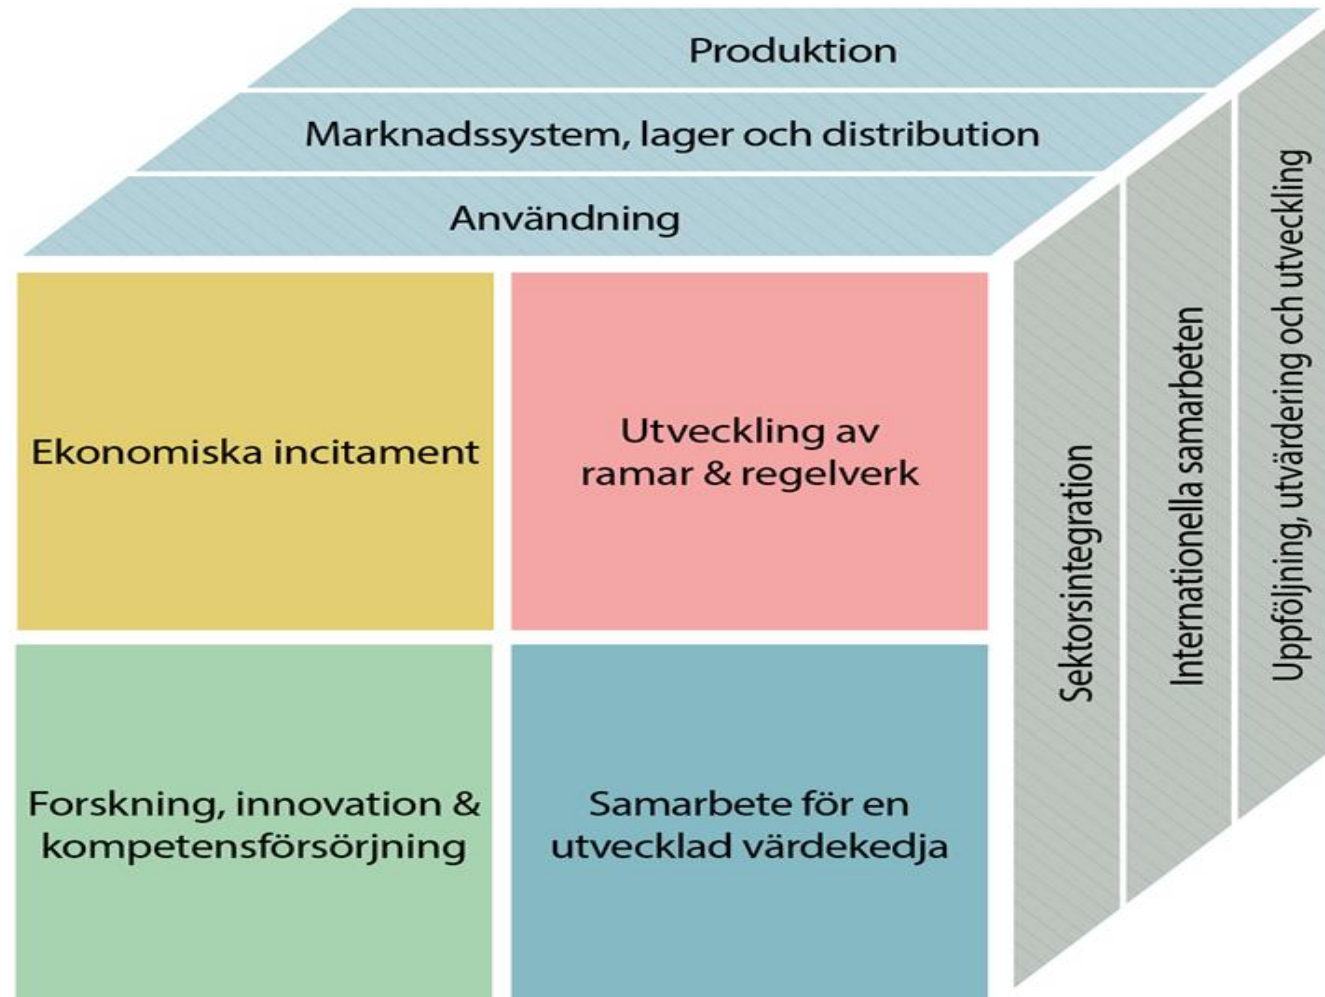 Produktion
Marknadssystem, lager och distribution
Användning
Ekonomiska incitament
Utveckling av
ramar & regelverk
Forskning, innovation &
kompetensförsörjning
Samarbete för en
utvecklad värdekedja
Sektorsintegration
Internationella samarbeten
Uppföljning, utvärdering och utveckling